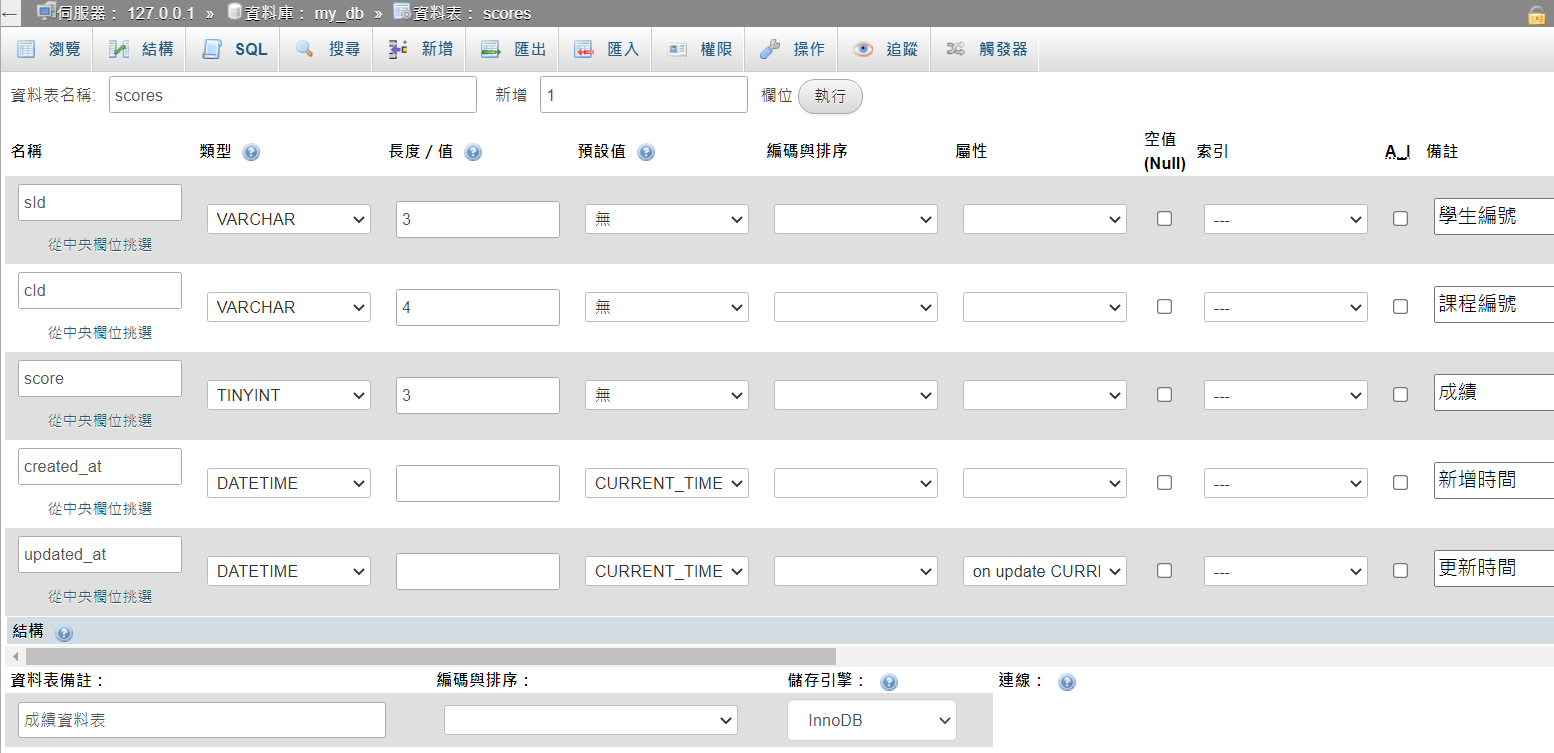 伺服器： 127.0.0.1 » 資料庫： my_db » 資料表： scores
瀏覽 結構 SQL 搜尋 新增 匯出 匯入 權限 操作 追蹤 觸發器
資料表名稱: scores 新增 1 欄位 執行
名稱 類型 長度 / 值 預設值 編碼與排序 屬性 空值 (Null) 索引 A_I 備註
sId VARCHAR 3 無 --- 學生編號
從中央欄位挑選
cId VARCHAR 4 無 --- 課程編號
從中央欄位挑選
score TINYINT 3 無 --- 成績
從中央欄位挑選
created_at DATETIME CURRENT_TIME --- 新增時間
從中央欄位挑選
updated_at DATETIME CURRENT_TIME on update CURRI --- 更新時間
從中央欄位挑選
結構
資料表備註： 編碼與排序： 儲存引擎： 連線：
成績資料表 InnoDB